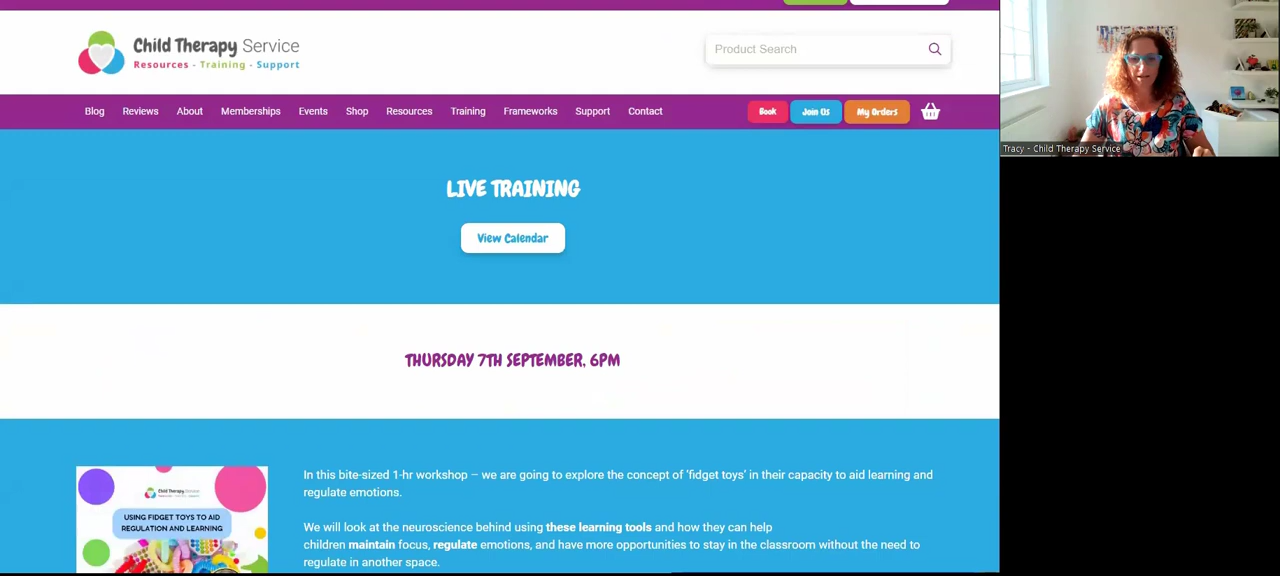 Child Therapy Service
Resources - Training - Support
Product Search
Blog Reviews About Memberships Events Shop Resources Training Frameworks Support Contact Book Join Us My Orders
LIVE TRAINING
View Calendar
THURSDAY 7TH SEPTEMBER, 6PM
Child Therapy Service
USING FIDGET TOYS TO AID
REGULATION AND LEARNING
In this bite-sized 1-hr workshop – we are going to explore the concept of 'fidget toys' in their capacity to aid learning and
regulate emotions.
We will look at the neuroscience behind using these learning tools and how they can help
children maintain focus, regulate emotions, and have more opportunities to stay in the classroom without the need to
regulate in another space.
Tracy - Child Therapy Service